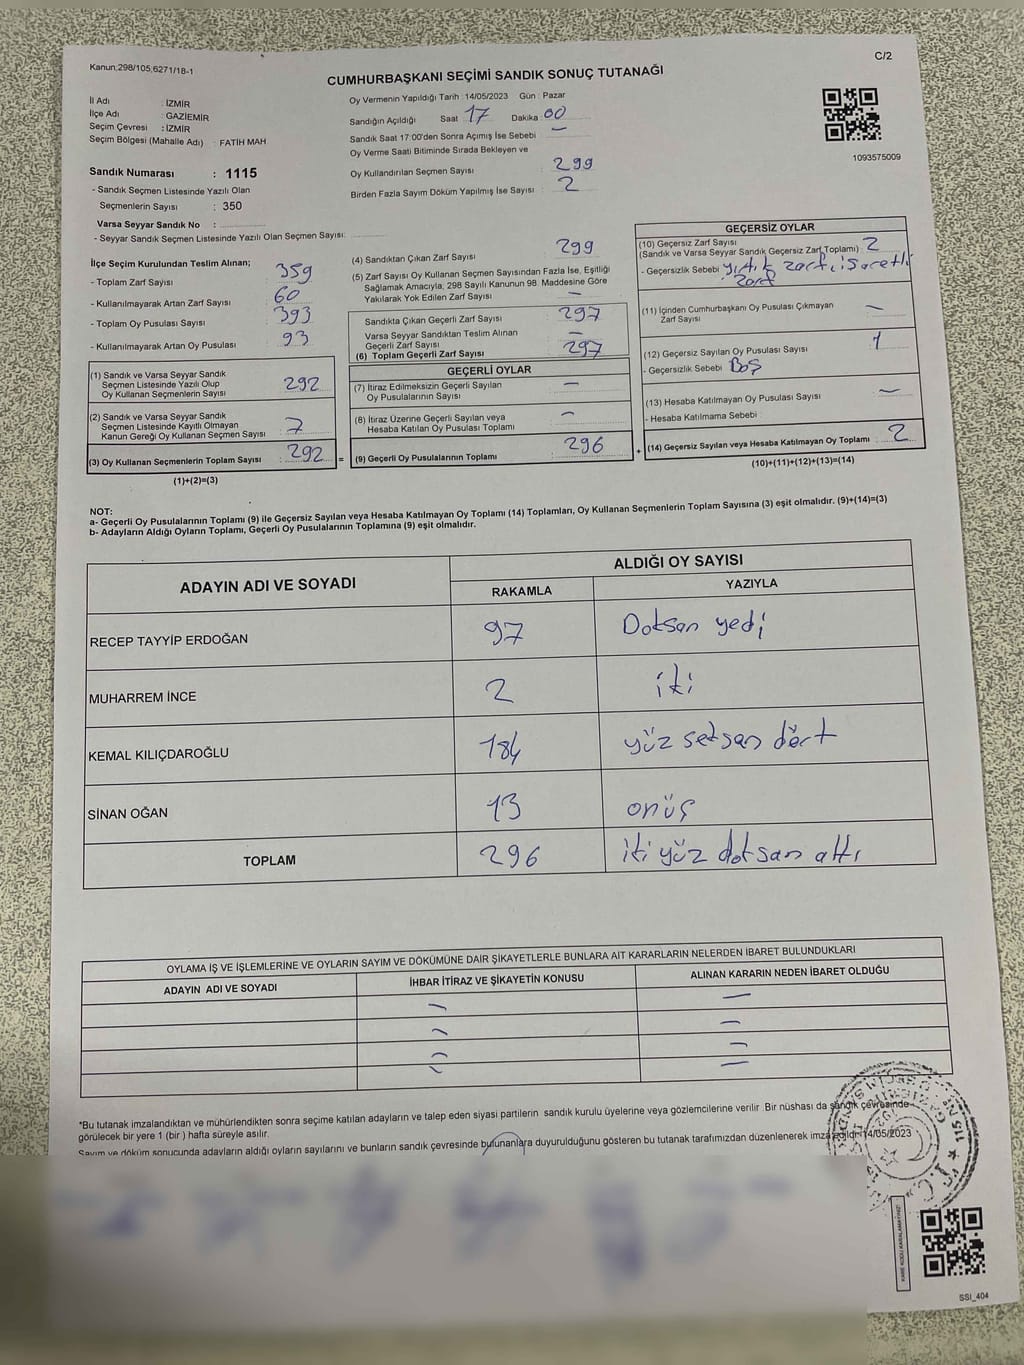 Kanun;298/105;6271/18-1
C/2
CUMHURBAŞKANI SEÇİMİ SANDIK SONUÇ TUTANAĞI
İl Adı : İZMİR
İlçe Adı : GAZİEMİR
Seçim Çevresi : İZMİR
Seçim Bölgesi (Mahalle Adı) : FATİH MAH
Sandık Numarası : 1115
- Sandık Seçmen Listesinde Yazılı Olan
Seçmenlerin Sayısı : 350
Varsa Seyyar Sandık No :
- Seyyar Sandık Seçmen Listesinde Yazılı Olan Seçmen Sayısı:
Oy Vermenin Yapıldığı Tarih : 14/05/2023 Gün : Pazar
Sandığın Açıldığı Saat 17 Dakika 00
Sandık Saat 17:00'den Sonra Açımış İse Sebebi : —
Oy Verme Saati Bitiminde Sırada Bekleyen ve
Oy Kullandırılan Seçmen Sayısı : 299
Birden Fazla Sayım Döküm Yapılmış İse Sayısı : 2
1093575009
İlçe Seçim Kurulundan Teslim Alınan;
- Toplam Zarf Sayısı : 359
- Kullanılmayarak Artan Zarf Sayısı : 60
- Toplam Oy Pusulası Sayısı : 393
- Kullanılmayarak Artan Oy Pusulası : 93
(1) Sandık ve Varsa Seyyar Sandık
Seçmen Listesinde Yazılı Olup
Oy Kullanan Seçmenlerin Sayısı : 292
(2) Sandık ve Varsa Seyyar Sandık
Seçmen Listesinde Kayıtlı Olmayan
Kanun Gereği Oy Kullanan Seçmen Sayısı : 7
(3) Oy Kullanan Seçmenlerin Toplam Sayısı : 292 =
(1)+(2)=(3)
(4) Sandıktan Çıkan Zarf Sayısı : 299
(5) Zarf Sayısı Oy Kullanan Seçmen Sayısından Fazla İse, Eşitliği
Sağlamak Amacıyla; 298 Sayılı Kanunun 98. Maddesine Göre
Yakılarak Yok Edilen Zarf Sayısı : —
Sandıkta Çıkan Geçerli Zarf Sayısı : 297
Varsa Seyyar Sandıktan Teslim Alınan
Geçerli Zarf Sayısı : —
(6) Toplam Geçerli Zarf Sayısı : 297
GEÇERLİ OYLAR
(7) İtiraz Edilmeksizin Geçerli Sayılan
Oy Pusulalarının Sayısı : —
(8) İtiraz Üzerine Geçerli Sayılan veya
Hesaba Katılan Oy Pusulası Toplamı : —
(9) Geçerli Oy Pusulalarının Toplamı : 296 +
GEÇERSİZ OYLAR
(10) Geçersiz Zarf Sayısı
(Sandık ve Varsa Seyyar Sandık Geçersiz Zarf Toplamı) : 2
- Geçersizlik Sebebi : Yırtık zarf, işaretli
zarf
(11) İçinden Cumhurbaşkanı Oy Pusulası Çıkmayan
Zarf Sayısı : —
(12) Geçersiz Sayılan Oy Pusulası Sayısı : 1
- Geçersizlik Sebebi : Boş
(13) Hesaba Katılmayan Oy Pusulası Sayısı : —
- Hesaba Katılmama Sebebi :
(14) Geçersiz Sayılan veya Hesaba Katılmayan Oy Toplamı : 2
(10)+(11)+(12)+(13)=(14)
NOT:
a- Geçerli Oy Pusulalarının Toplamı (9) ile Geçersiz Sayılan veya Hesaba Katılmayan Oy Toplamı (14) Toplamları, Oy Kullanan Seçmenlerin Toplam Sayısına (3) eşit olmalıdır. (9)+(14)=(3)
b- Adayların Aldığı Oyların Toplamı, Geçerli Oy Pusulalarının Toplamına (9) eşit olmalıdır.
ADAYIN ADI VE SOYADI
ALDIĞI OY SAYISI
RAKAMLA YAZIYLA
RECEP TAYYİP ERDOĞAN 97 Doksan yedi
MUHARREM İNCE 2 iki
KEMAL KILIÇDAROĞLU 184 yüz seksan dört
SİNAN OĞAN 13 onüç
TOPLAM 296 iki yüz doksan altı
OYLAMA İŞ VE İŞLEMLERİNE VE OYLARIN SAYIM VE DÖKÜMÜNE DAİR ŞİKAYETLERLE BUNLARA AİT KARARLARIN NELERDEN İBARET BULUNDUKLARI
ADAYIN ADI VE SOYADI İHBAR İTİRAZ VE ŞİKAYETİN KONUSU ALINAN KARARIN NEDEN İBARET OLDUĞU
— —
— —
— —
— —
*Bu tutanak imzalandıktan ve mühürlendikten sonra seçime katılan adayların ve talep eden siyasi partilerin sandık kurulu üyelerine veya gözlemcilerine verilir .Bir nüshası da sandık çevresinde
görülecek bir yere 1 (bir ) hafta süreyle asılır.
Sayım ve döküm sonucunda adayların aldığı oyların sayılarını ve bunların sandık çevresinde bulunanlara duyurulduğunu gösteren bu tutanak tarafımızdan düzenlenerek imzalanmıştır. 14/05/2023
T.C.
KARE KODU KARALAMAYINIZ!
SSI_404